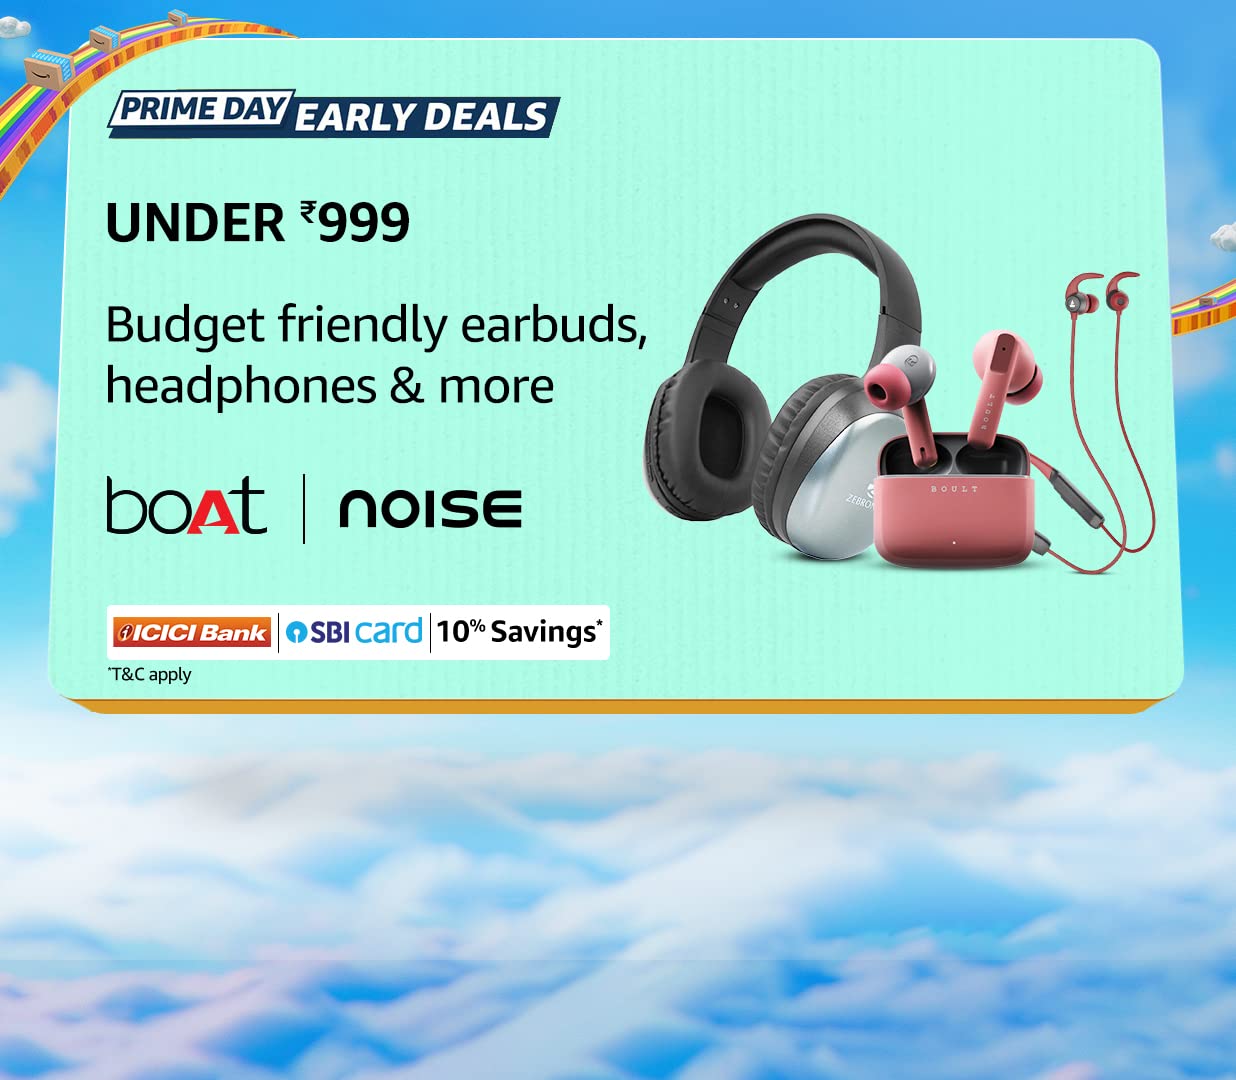 PRIME DAY EARLY DEALS
UNDER ₹999
Budget friendly earbuds,
headphones & more
boAt | NOISE
ICICI Bank | SBI card | 10% Savings*
*T&C apply
BOULT
BOULT